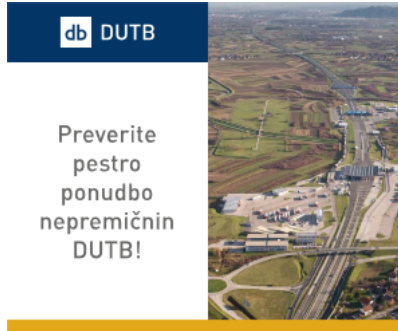 db DUTB
Preverite
pestro
ponudbo
nepremičnin
DUTB!